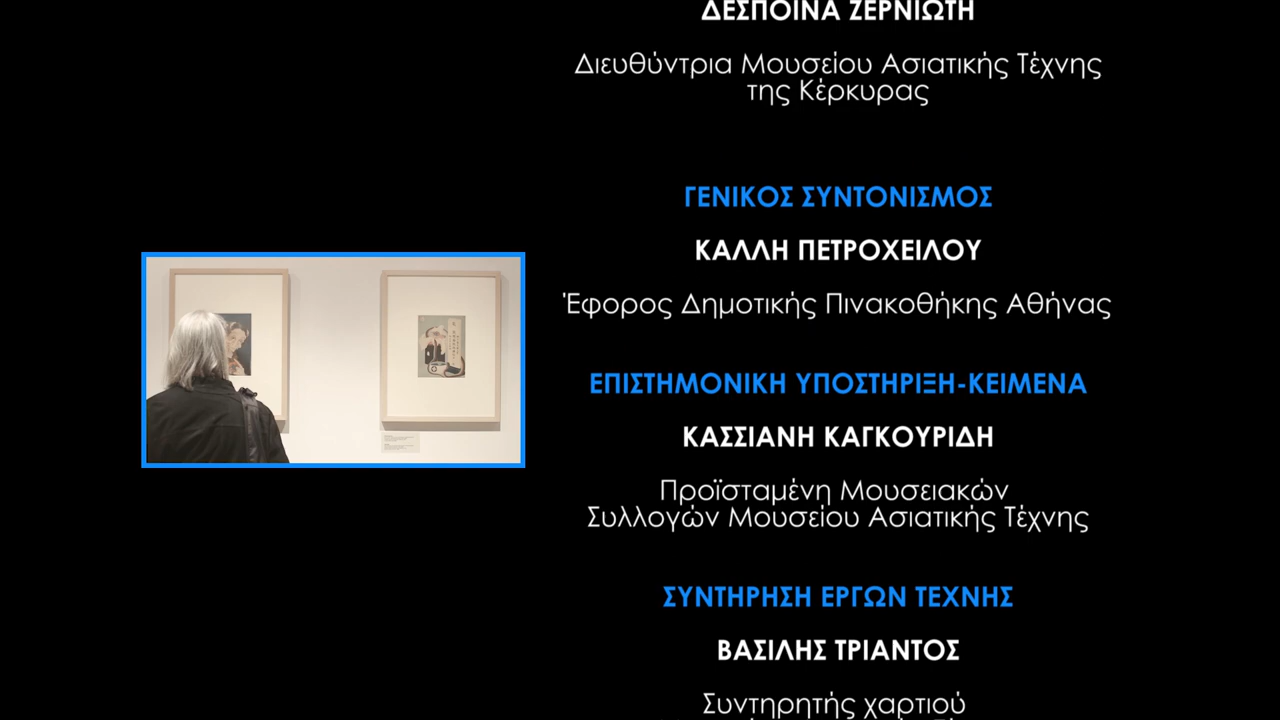 ΔΕΣΠΟΙΝΑ ΖΕΡΝΙΩΤΗ
Διευθύντρια Μουσείου Ασιατικής Τέχνης
της Κέρκυρας
ΓΕΝΙΚΟΣ ΣΥΝΤΟΝΙΣΜΟΣ
ΚΑΛΛΗ ΠΕΤΡΟΧΕΙΛΟΥ
Έφορος Δημοτικής Πινακοθήκης Αθήνας
ΕΠΙΣΤΗΜΟΝΙΚΗ ΥΠΟΣΤΗΡΙΞΗ-ΚΕΙΜΕΝΑ
ΚΑΣΣΙΑΝΗ ΚΑΓΚΟΥΡΙΔΗ
Προϊσταμένη Μουσειακών
Συλλογών Μουσείου Ασιατικής Τέχνης
ΣΥΝΤΗΡΗΣΗ ΕΡΓΩΝ ΤΕΧΝΗΣ
ΒΑΣΙΛΗΣ ΤΡΙΑΝΤΟΣ
Συντηρητής χαρτιού